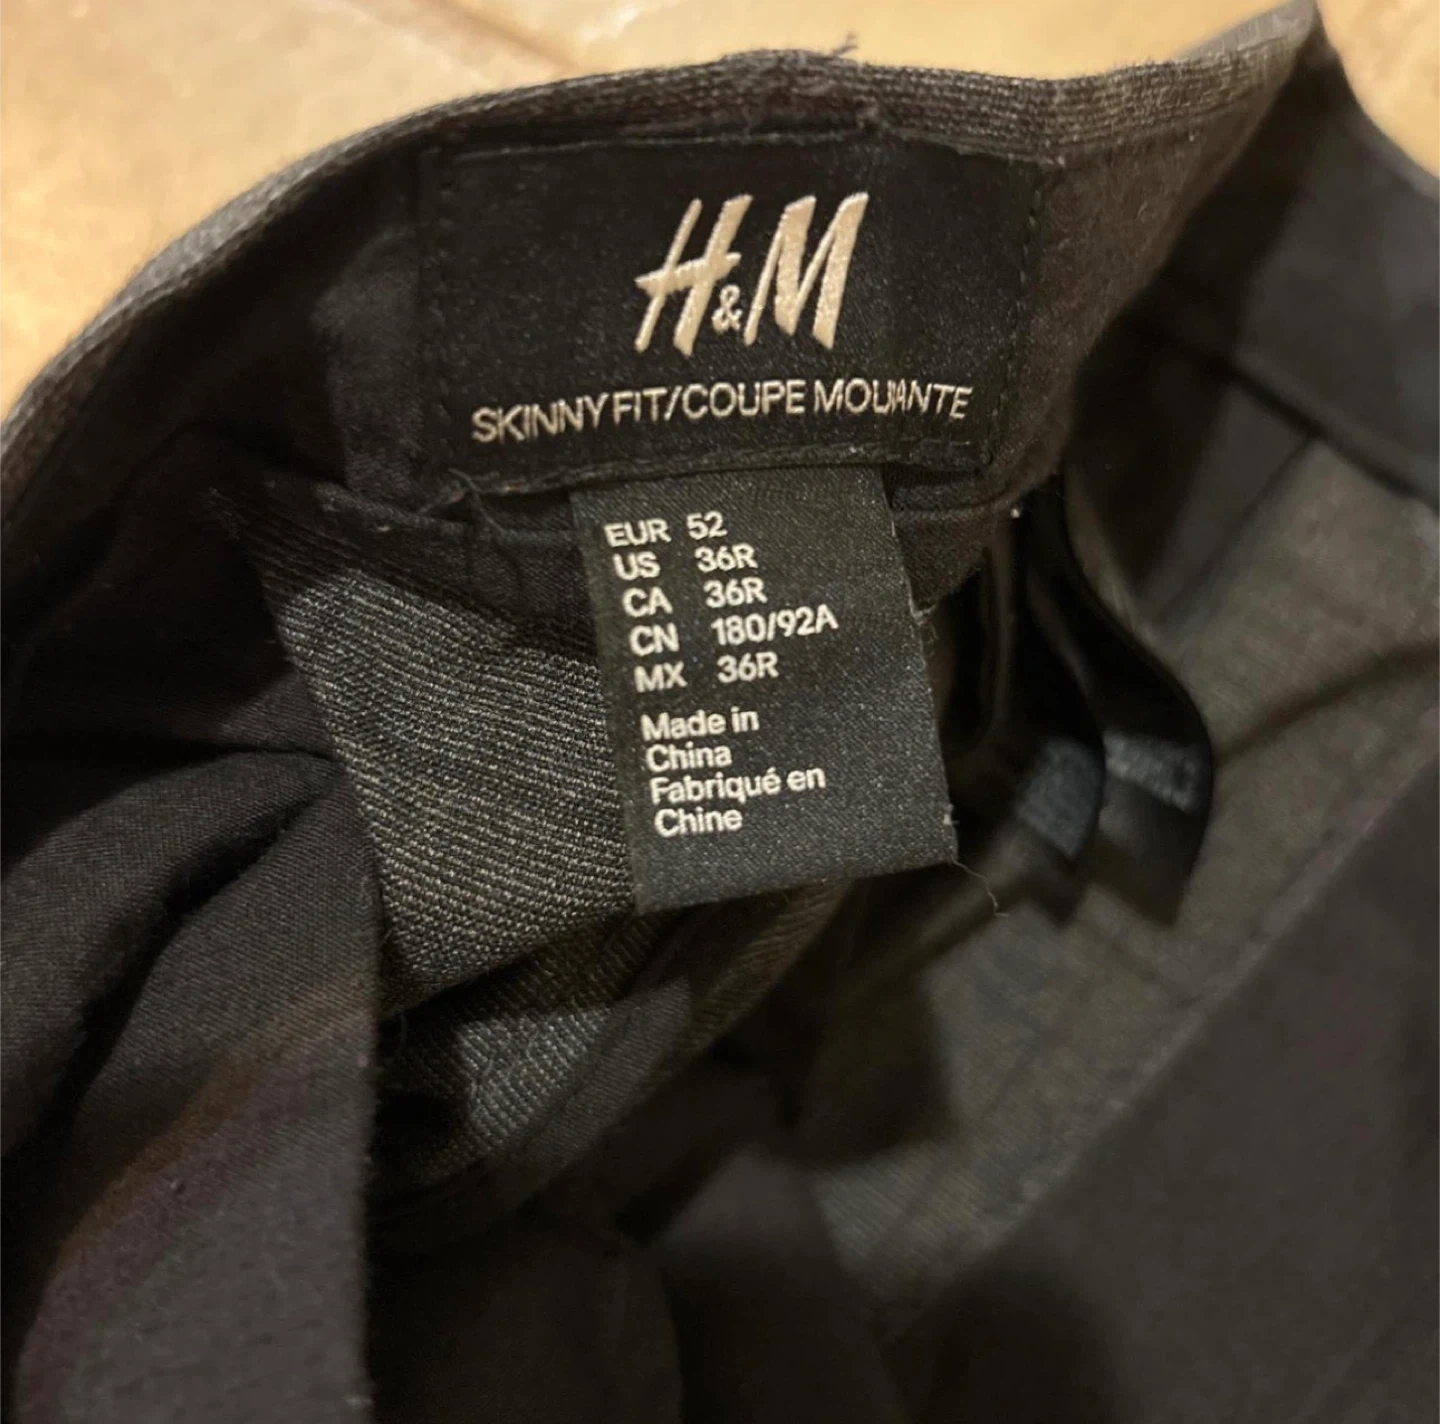 H&M
SKINNY FIT/COUPE MOULANTE
EUR 52
US 36R
CA 36R
CN 180/92A
MX 36R
Made in
China
Fabriqué en
Chine